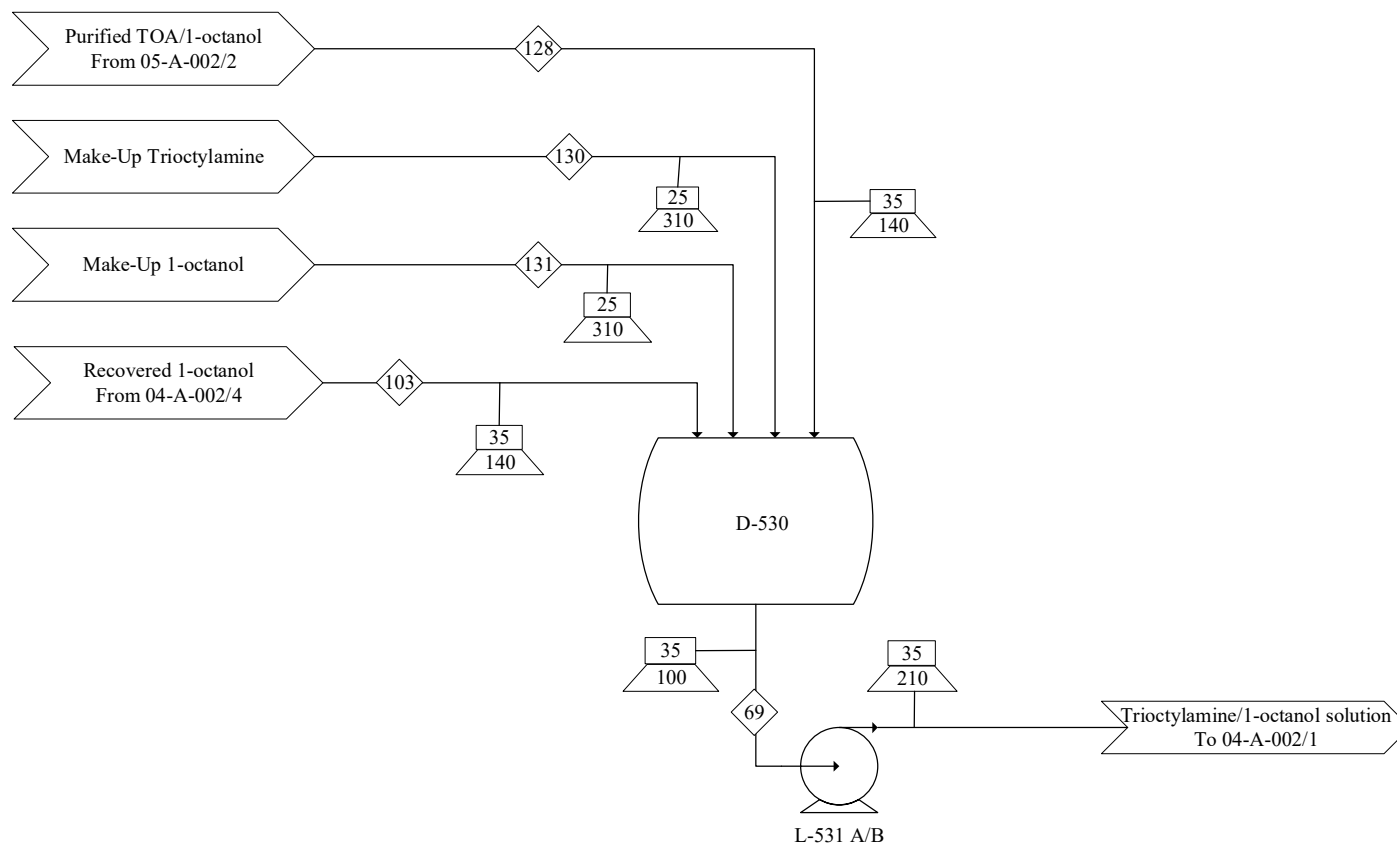 Purified TOA/1-octanol
From 05-A-002/2
128
Make-Up Trioctylamine
130
25
310
35
140
Make-Up 1-octanol
131
25
310
Recovered 1-octanol
From 04-A-002/4
103
35
140
D-530
35
100
35
210
69
Trioctylamine/1-octanol solution
To 04-A-002/1
L-531 A/B